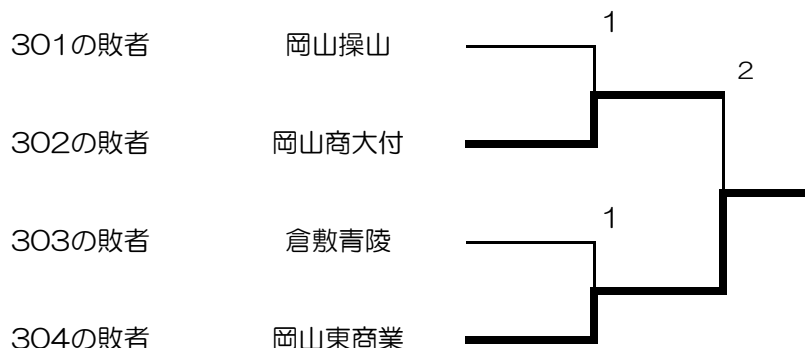 1
301の敗者 岡山操山
2
302の敗者 岡山商大付
1
303の敗者 倉敷青陵
304の敗者 岡山東商業